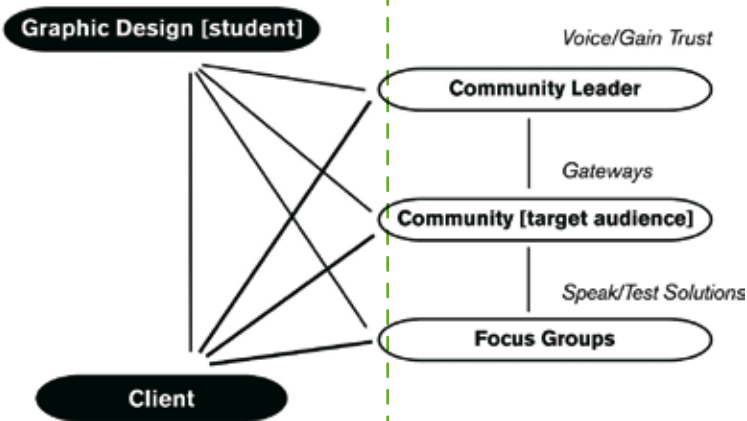 Graphic Design [student]
Voice/Gain Trust
Community Leader
Gateways
Community [target audience]
Speak/Test Solutions
Focus Groups
Client